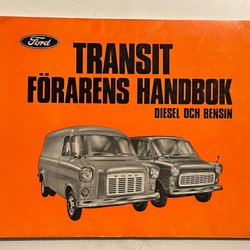 Ford
TRANSIT
FÖRARENS HANDBOK
DIESEL OCH BENSIN